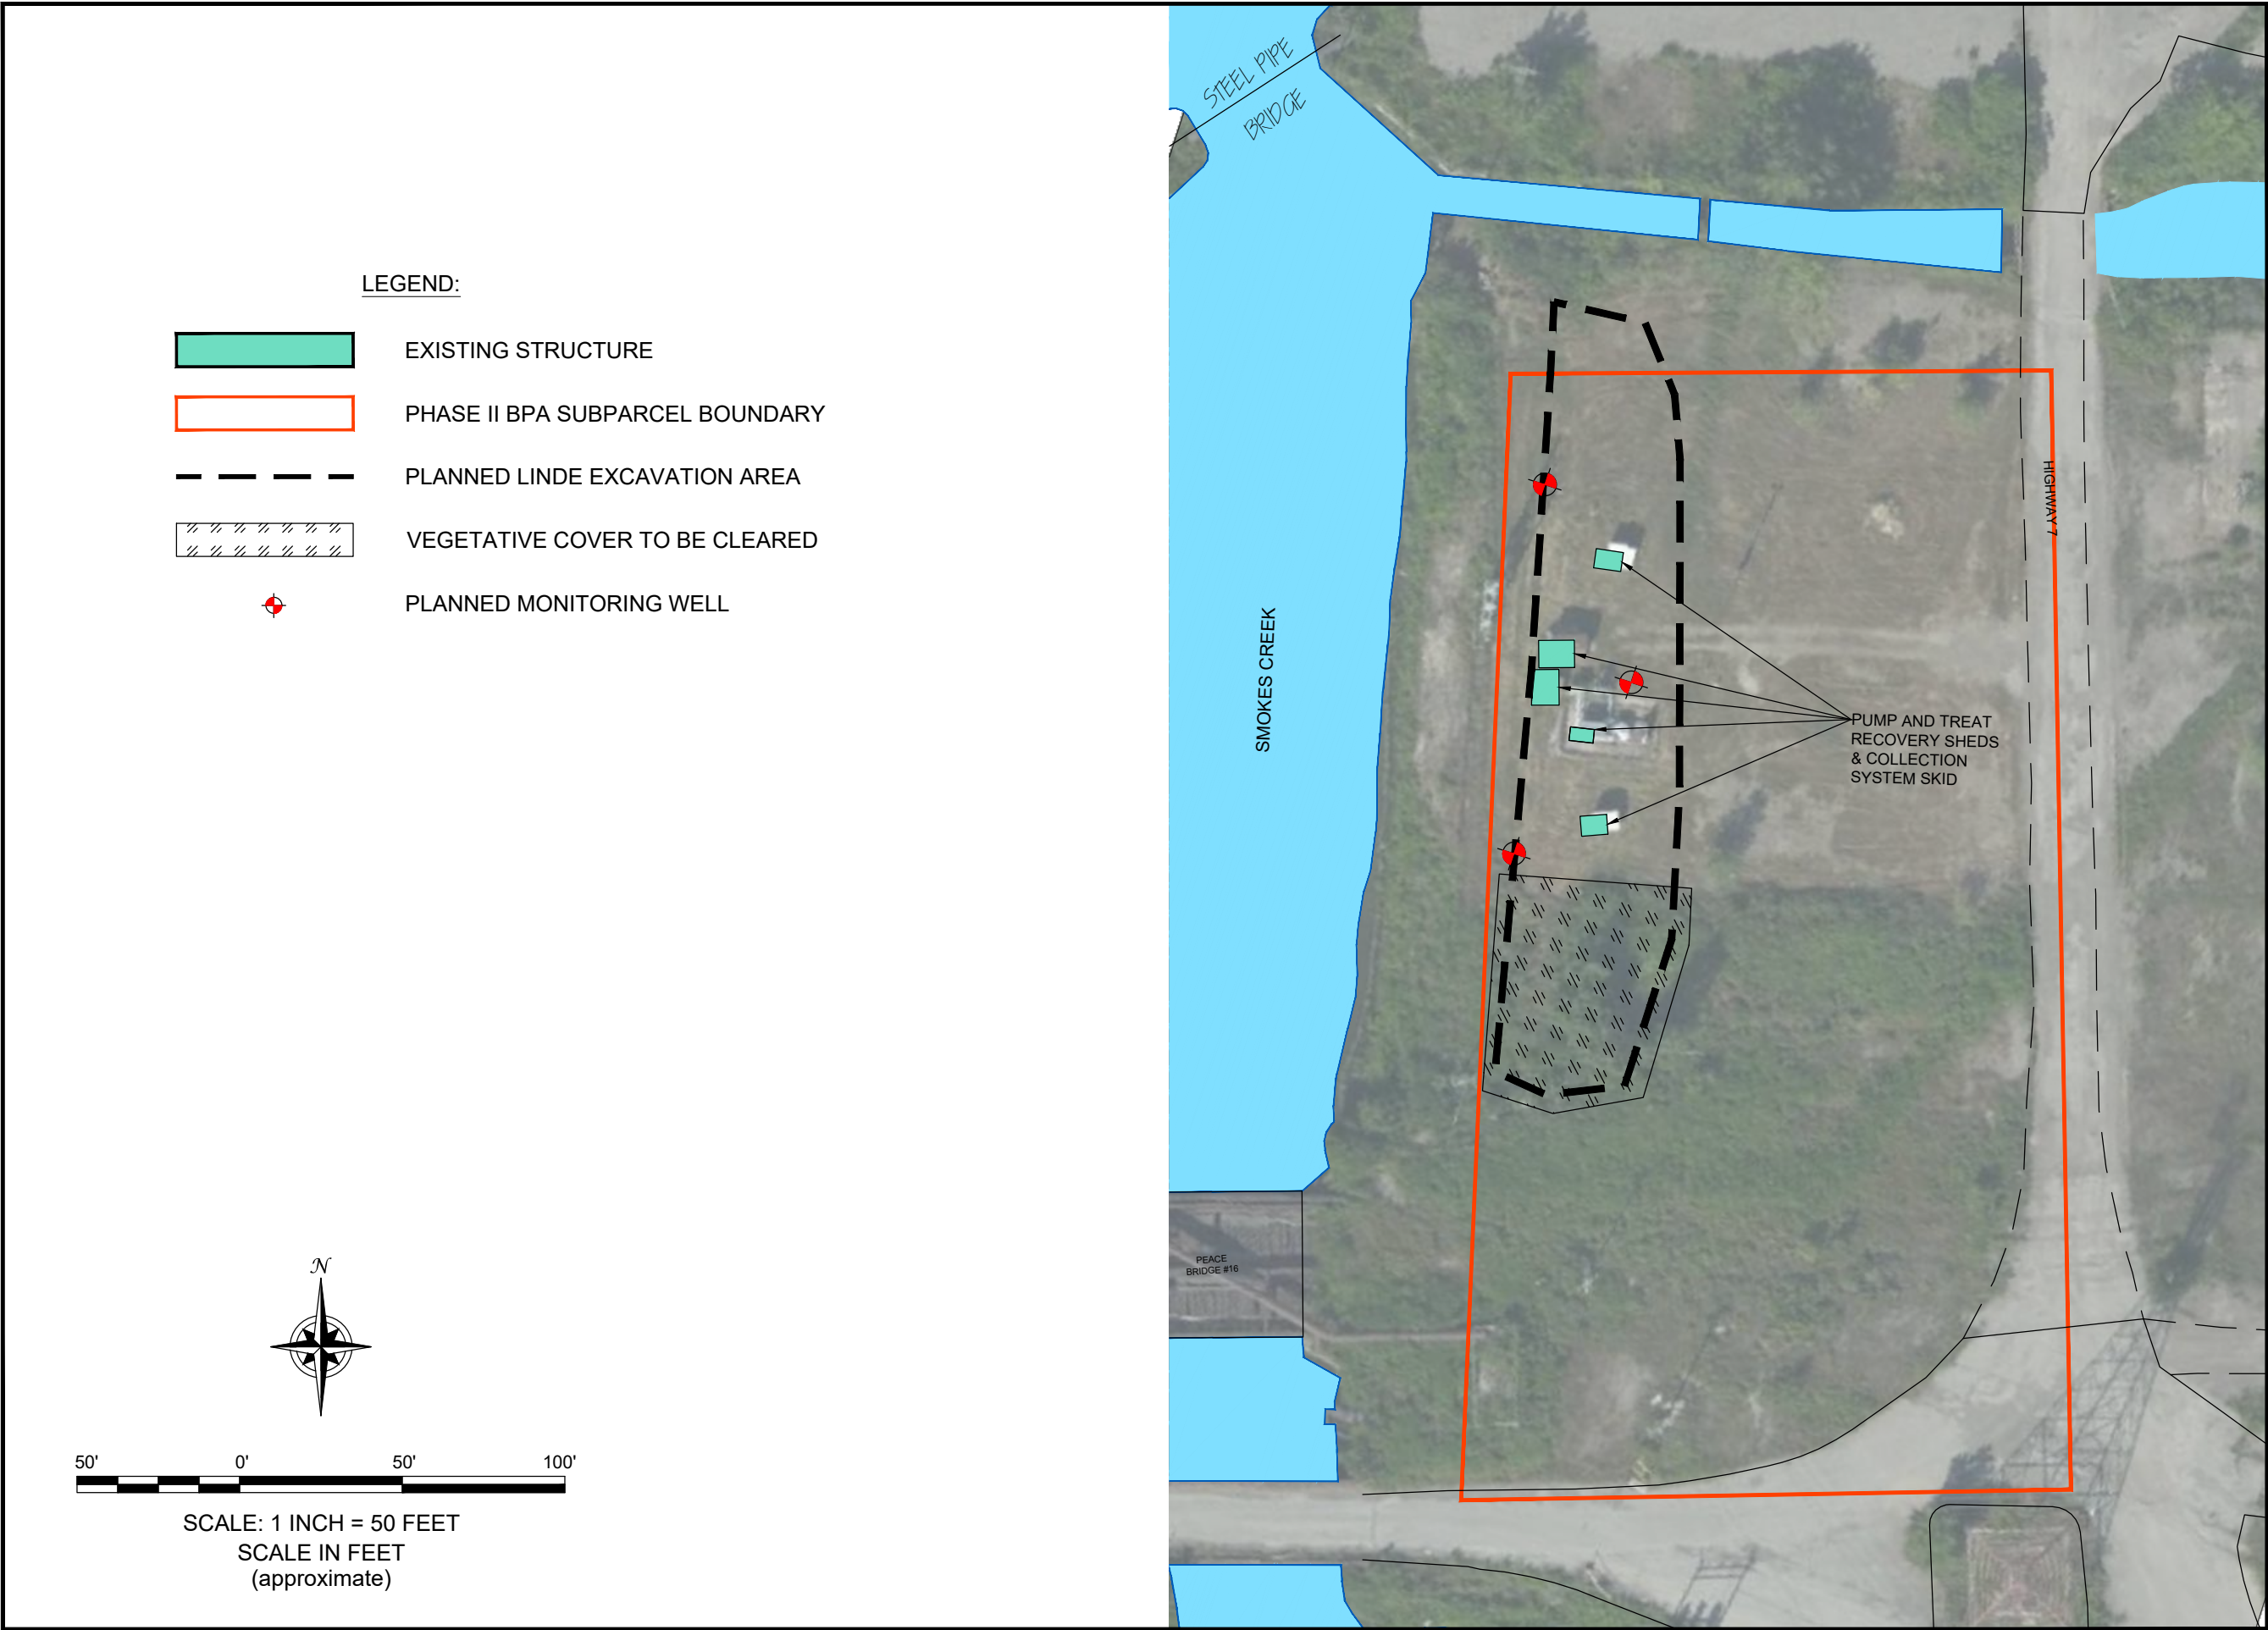 STEEL PIPE
BRIDGE
LEGEND:
EXISTING STRUCTURE
PHASE II BPA SUBPARCEL BOUNDARY
PLANNED LINDE EXCAVATION AREA
VEGETATIVE COVER TO BE CLEARED
PLANNED MONITORING WELL
HIGHWAY 7
SMOKES CREEK
PUMP AND TREAT
RECOVERY SHEDS
& COLLECTION
SYSTEM SKID
PEACE
BRIDGE #16
N
50' 0' 50' 100'
SCALE: 1 INCH = 50 FEET
SCALE IN FEET
(approximate)